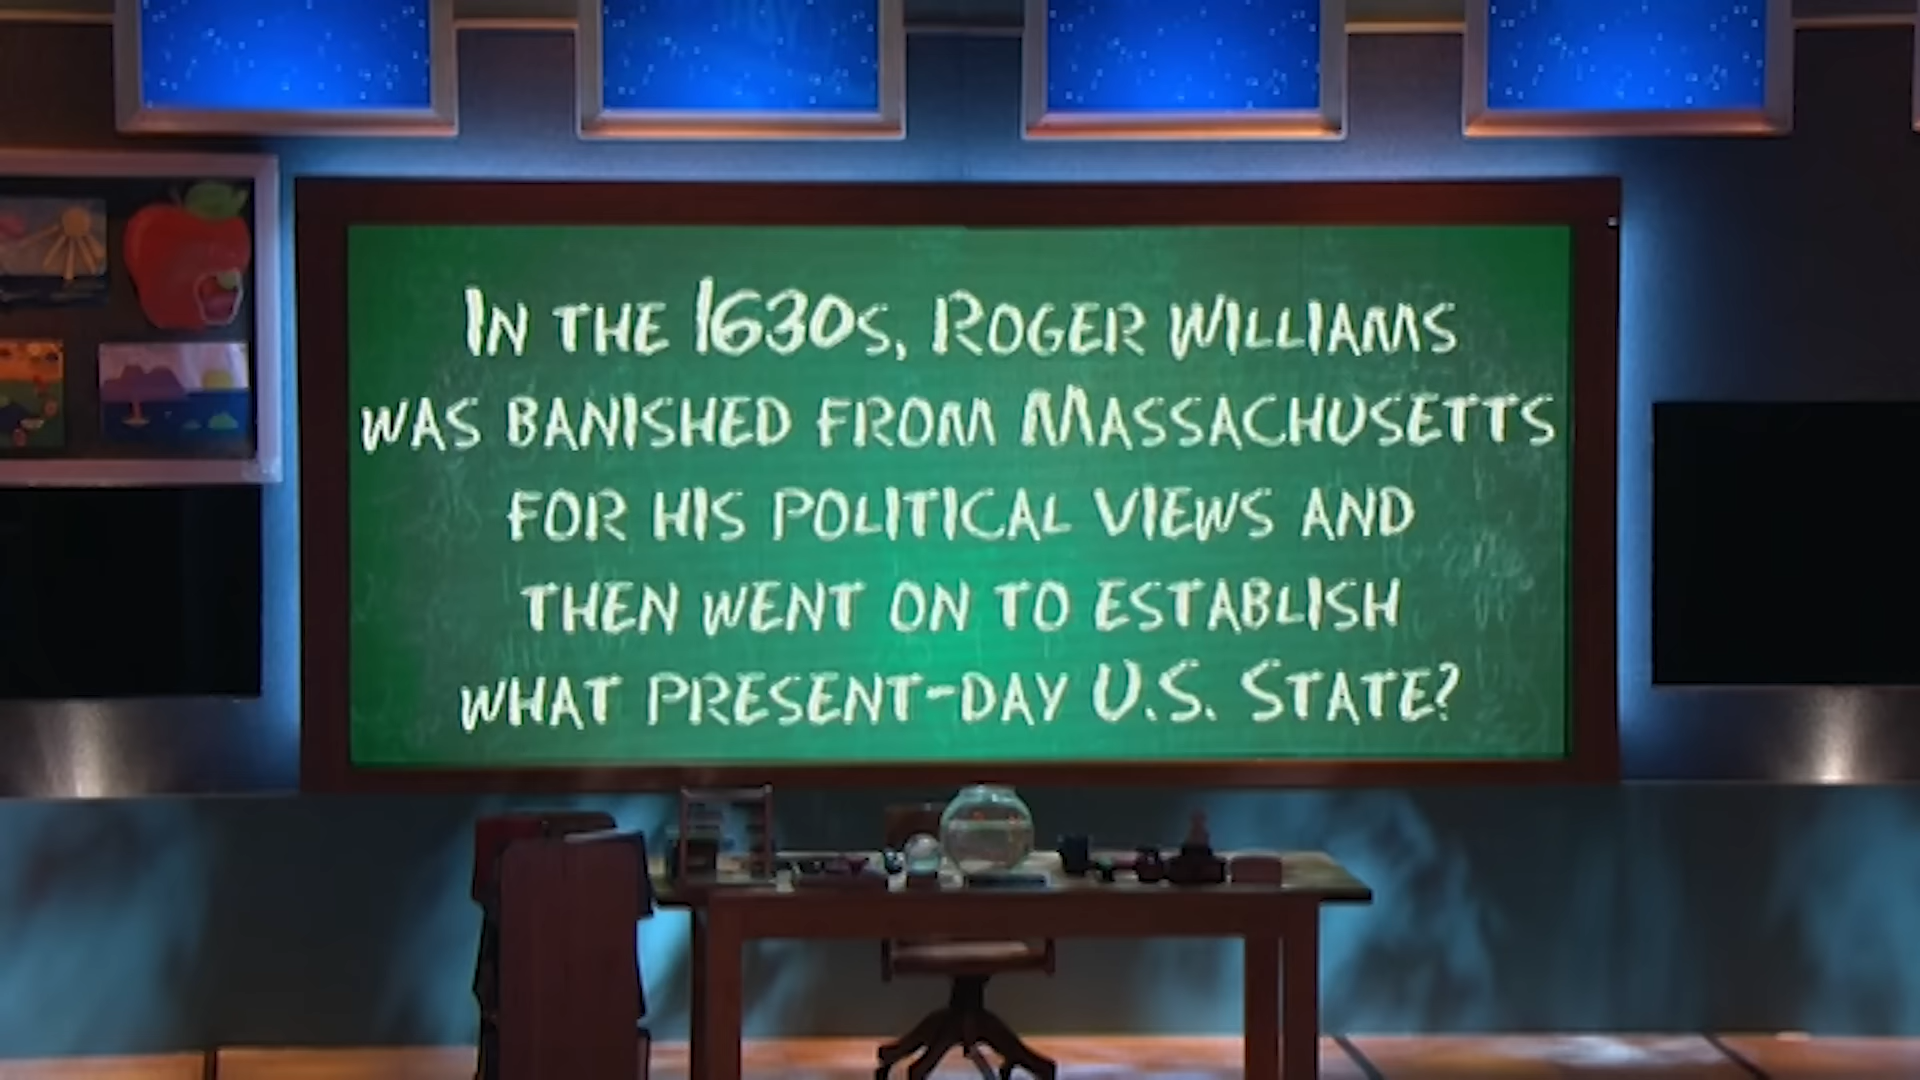 In the 1630s, Roger Williams
was banished from Massachusetts
for his political views and
then went on to establish
what present-day U.S. State?